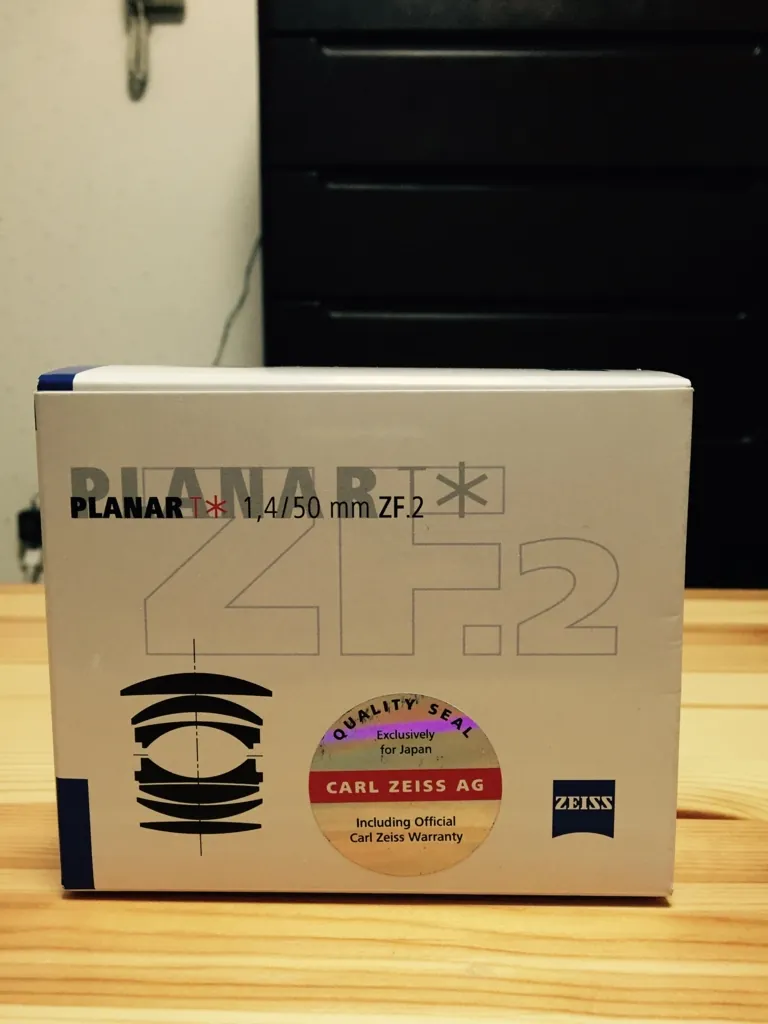 PLANAR T*
PLANAR T* 1,4/50 mm ZF.2
ZF.2
QUALITY SEAL
Exclusively
for Japan
CARL ZEISS AG
Including Official
Carl Zeiss Warranty
ZEISS